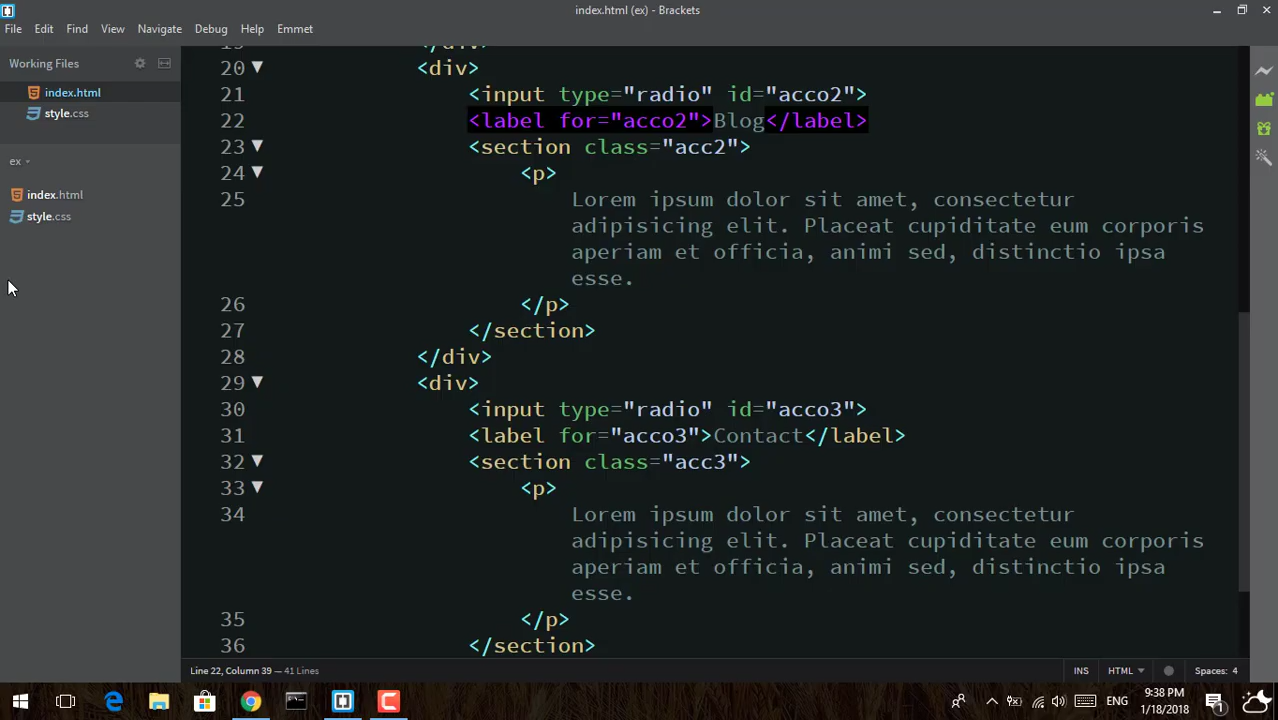 index.html (ex) - Brackets
File Edit Find View Navigate Debug Help Emmet
Working Files
index.html
style.css
ex
index.html
style.css
19 </div>
20 <div>
21 <input type="radio" id="acco2">
22 <label for="acco2">Blog</label>
23 <section class="acc2">
24 <p>
25 Lorem ipsum dolor sit amet, consectetur
adipisicing elit. Placeat cupiditate eum corporis
aperiam et officia, animi sed, distinctio ipsa
esse.
26 </p>
27 </section>
28 </div>
29 <div>
30 <input type="radio" id="acco3">
31 <label for="acco3">Contact</label>
32 <section class="acc3">
33 <p>
34 Lorem ipsum dolor sit amet, consectetur
adipisicing elit. Placeat cupiditate eum corporis
aperiam et officia, animi sed, distinctio ipsa
esse.
35 </p>
36 </section>
Line 22, Column 39 — 41 Lines INS HTML Spaces: 4
ENG 9:38 PM
1/18/2018 1